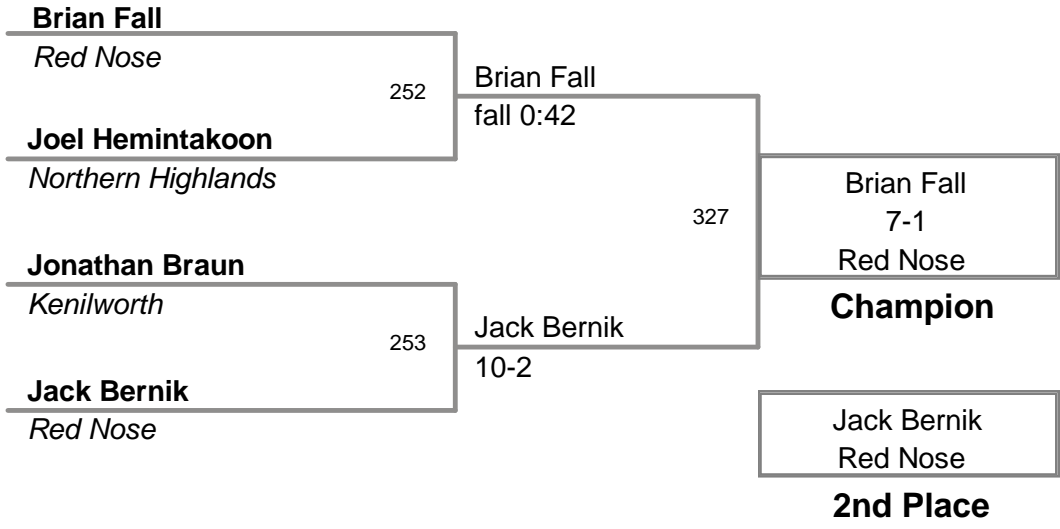 Brian Fall
Red Nose
252
Brian Fall
fall 0:42
Joel Hemintakoon
Northern Highlands
327
Brian Fall
7-1
Red Nose
Champion
Jonathan Braun
Kenilworth
253
Jack Bernik
10-2
Jack Bernik
Red Nose
Jack Bernik
Red Nose
2nd Place